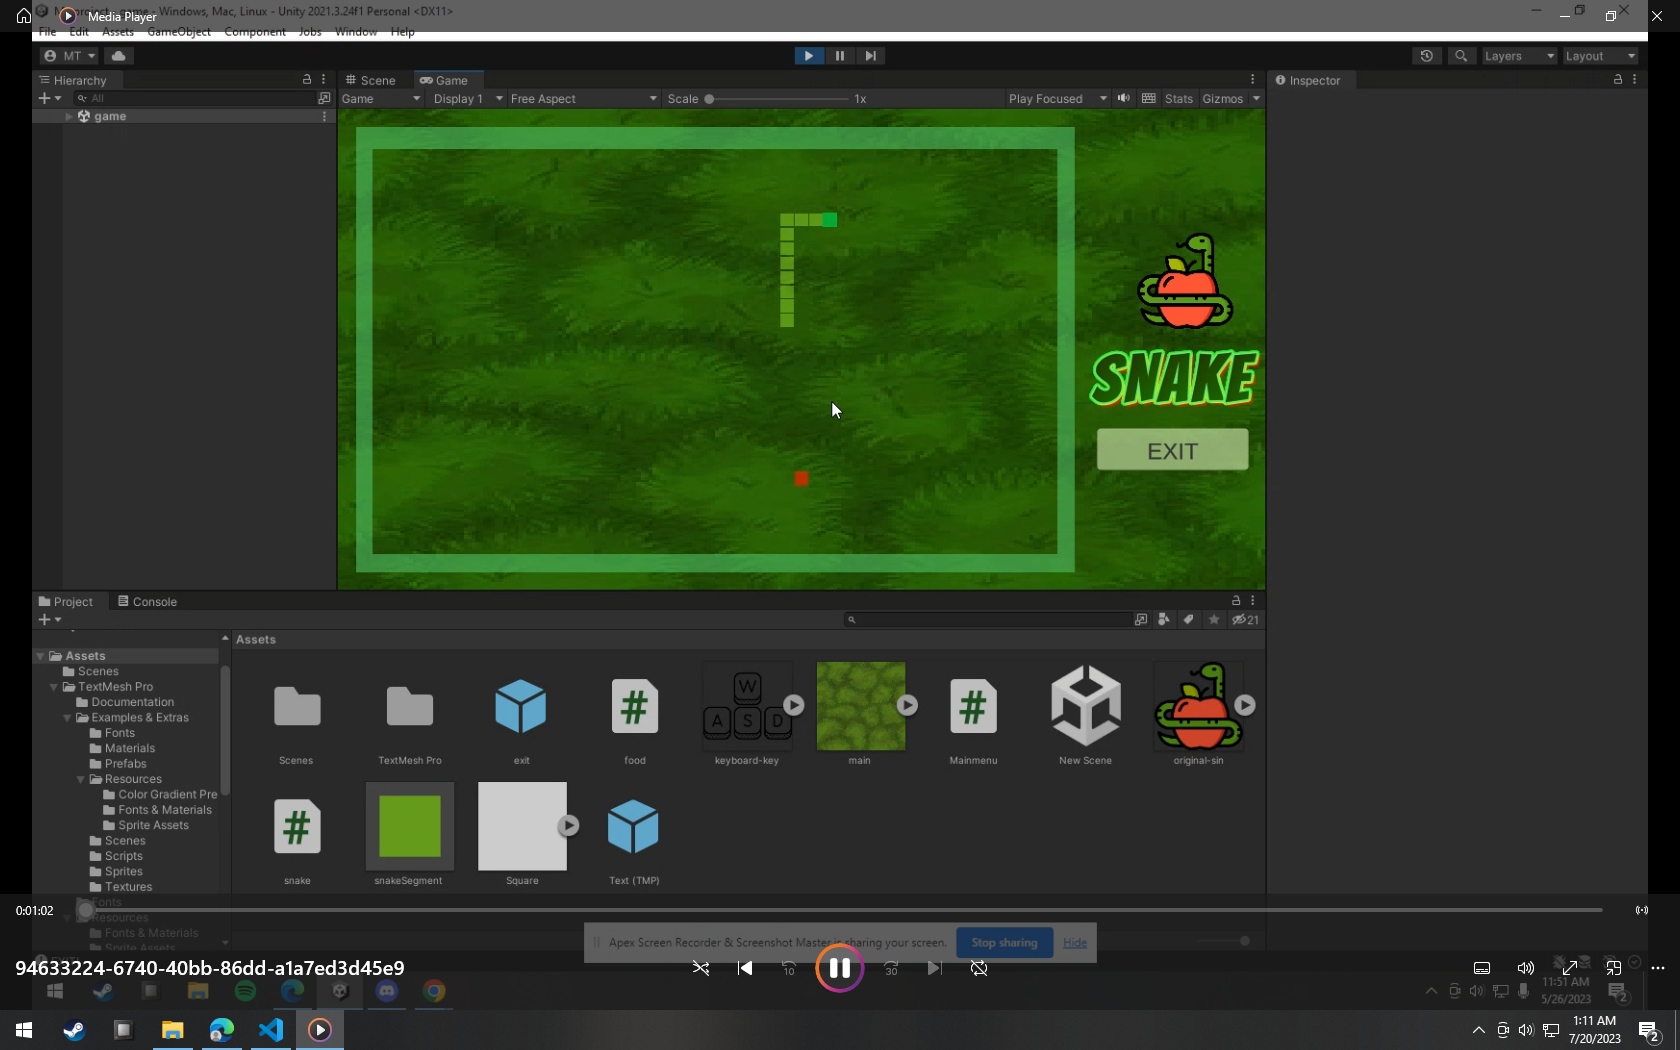 My project - game - Windows, Mac, Linux - Unity 2021.3.24f1 Personal <DX11>
Media Player
File Edit Assets GameObject Component Jobs Window Help
MT
Layers
Layout
Hierarchy
Scene
Game
Inspector
All
Game
Display 1
Free Aspect
Scale
1x
Play Focused
Stats
Gizmos
game
SNAKE
EXIT
Project
Console
21
Assets
Assets
Scenes
TextMesh Pro
Documentation
Examples & Extras
Fonts
Materials
Prefabs
Resources
Color Gradient Pre
Fonts & Materials
Sprite Assets
Scenes
Scripts
Sprites
Textures
Fonts
Resources
Fonts & Materials
Sprite Assets
W
A S D
Scenes
TextMesh Pro
exit
food
keyboard-key
main
Mainmenu
New Scene
original-sin
snake
snakeSegment
Square
Text (TMP)
0:01:02
Apex Screen Recorder & Screenshot Master is sharing your screen.
Stop sharing
Hide
94633224-6740-40bb-86dd-a1a7ed3d45e9
10
30
11:51 AM
5/26/2023
2
1:11 AM
7/20/2023
2